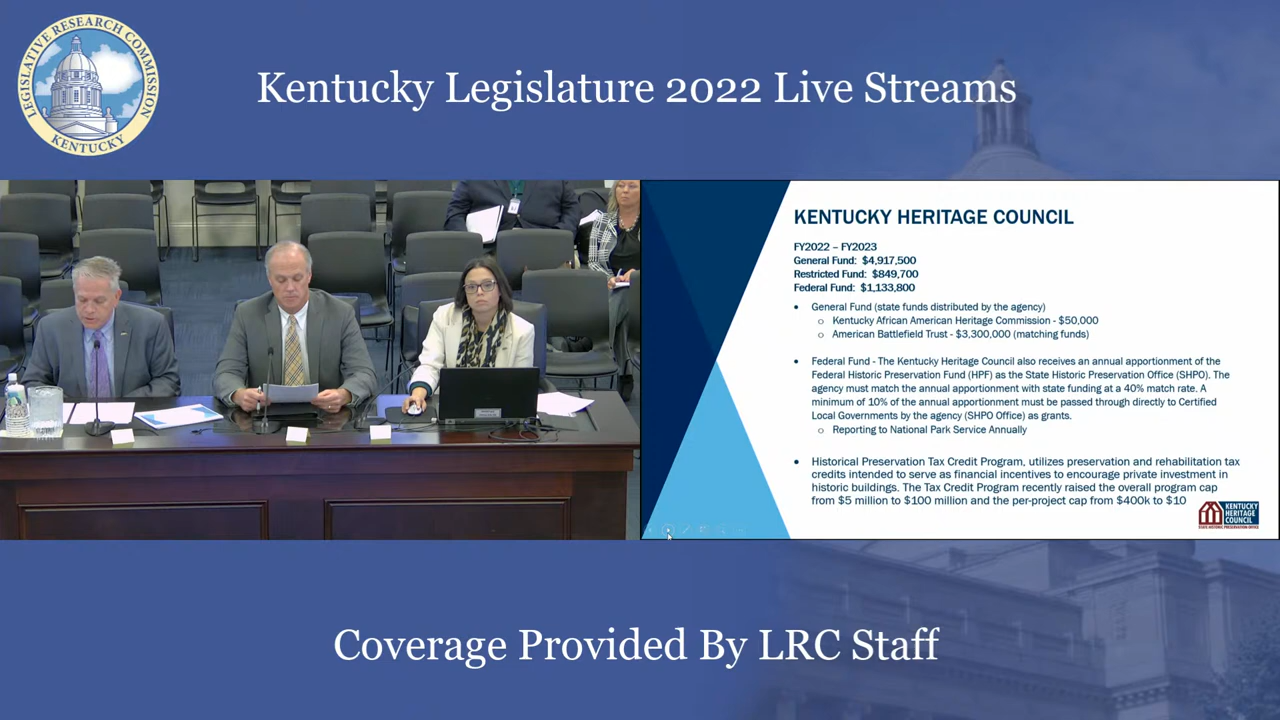 LEGISLATIVE RESEARCH COMMISSION
KENTUCKY
Kentucky Legislature 2022 Live Streams
KENTUCKY HERITAGE COUNCIL
FY2022 – FY2023
General Fund: $4,917,500
Restricted Fund: $849,700
Federal Fund: $1,133,800
• General Fund (state funds distributed by the agency)
o Kentucky African American Heritage Commission - $50,000
o American Battlefield Trust - $3,300,000 (matching funds)
• Federal Fund - The Kentucky Heritage Council also receives an annual apportionment of the
Federal Historic Preservation Fund (HPF) as the State Historic Preservation Office (SHPO). The
agency must match the annual apportionment with state funding at a 40% match rate. A
minimum of 10% of the annual apportionment must be passed through directly to Certified
Local Governments by the agency (SHPO Office) as grants.
o Reporting to National Park Service Annually
• Historical Preservation Tax Credit Program, utilizes preservation and rehabilitation tax
credits intended to serve as financial incentives to encourage private investment in
historic buildings. The Tax Credit Program recently raised the overall program cap
from $5 million to $100 million and the per-project cap from $400k to $10
KENTUCKY
HERITAGE
COUNCIL
STATE HISTORIC PRESERVATION OFFICE
Coverage Provided By LRC Staff